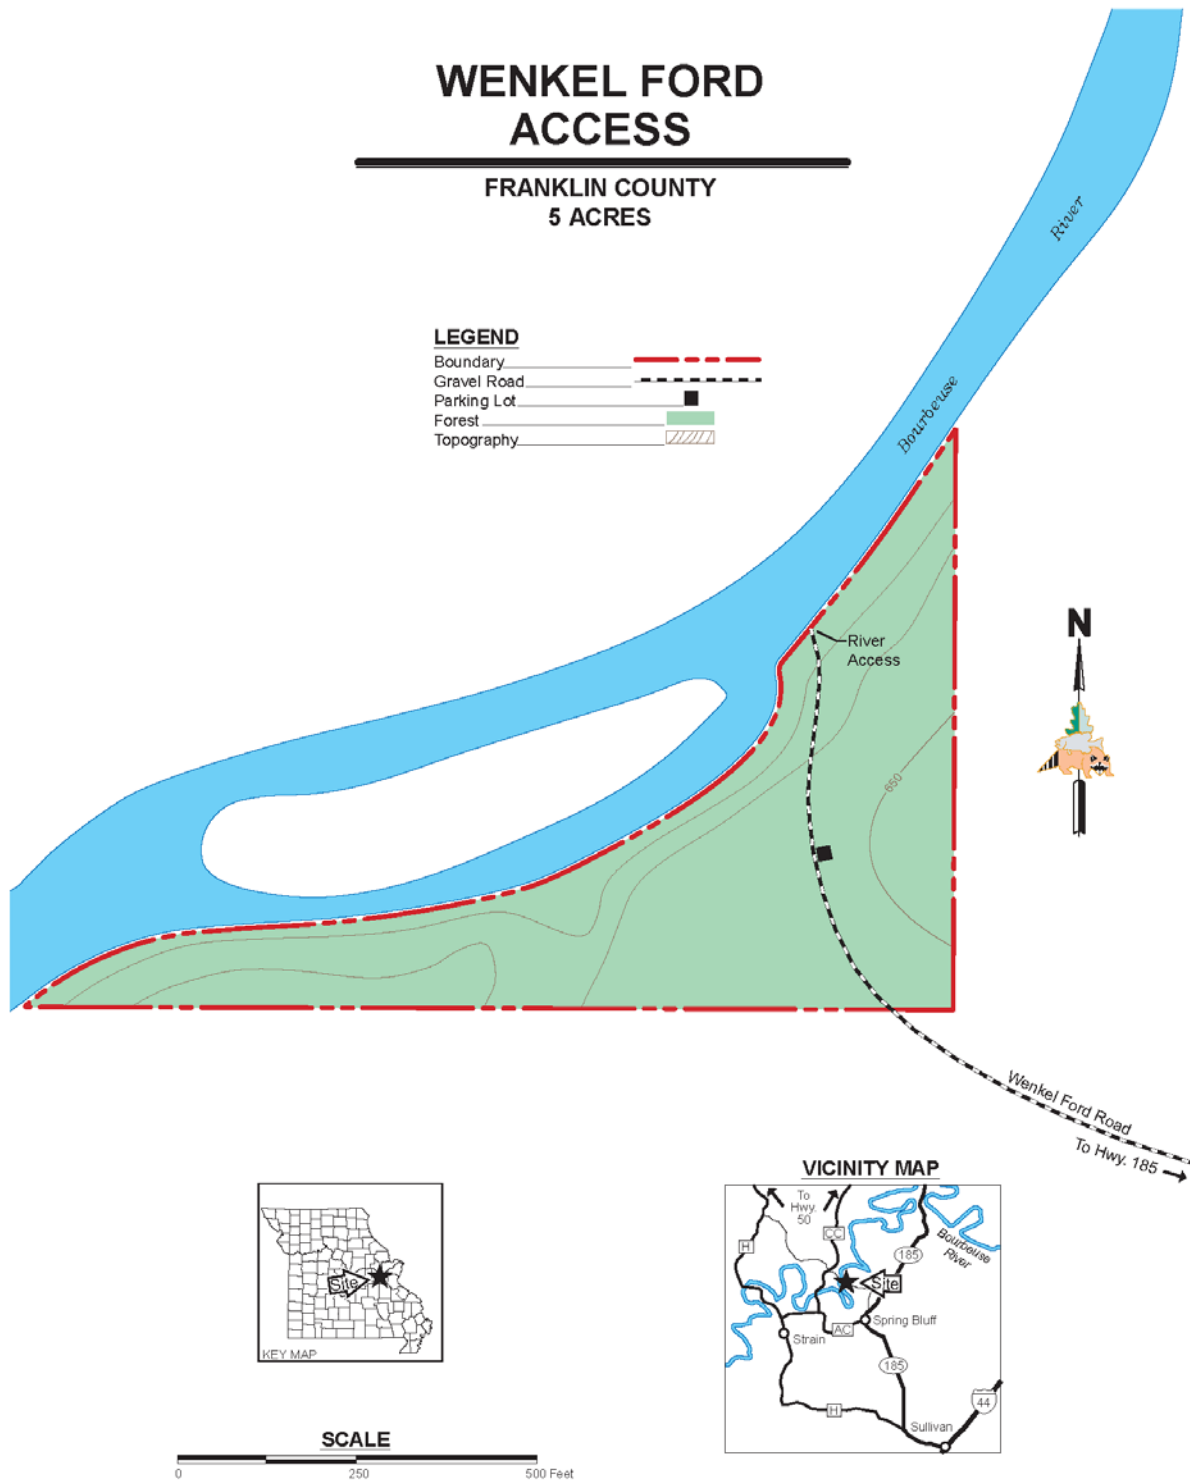 WENKEL FORD
ACCESS
FRANKLIN COUNTY
5 ACRES
River
Bourbeuse
LEGEND
Boundary
Gravel Road
Parking Lot
Forest
Topography
N
River
Access
650
Wenkel Ford Road
To Hwy. 185
Site
KEY MAP
VICINITY MAP
To
Hwy.
50
CC
H
185
Bourbeuse
River
Site
Spring Bluff
AC
Strain
185
H
44
Sullivan
SCALE
0
250
500 Feet